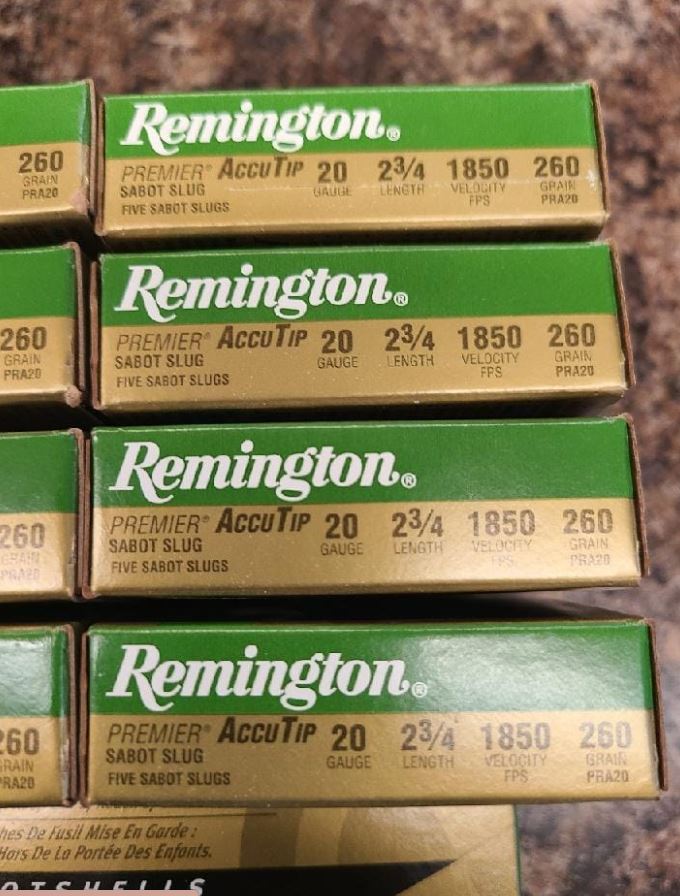 260
GRAIN
PRA20
Remington®
PREMIER® ACCUTIP 20 2¾ 1850 260
SABOT SLUG GAUGE LENGTH VELOCITY GRAIN
FIVE SABOT SLUGS FPS PRA20
260
GRAIN
PRA20
Remington®
PREMIER® ACCUTIP 20 2¾ 1850 260
SABOT SLUG GAUGE LENGTH VELOCITY GRAIN
FIVE SABOT SLUGS FPS PRA20
260
GRAIN
PRA20
Remington®
PREMIER® ACCUTIP 20 2¾ 1850 260
SABOT SLUG GAUGE LENGTH VELOCITY GRAIN
FIVE SABOT SLUGS FPS PRA20
260
GRAIN
PRA20
Remington®
PREMIER® ACCUTIP 20 2¾ 1850 260
SABOT SLUG GAUGE LENGTH VELOCITY GRAIN
FIVE SABOT SLUGS FPS PRA20
De Fusil Mise En Garde :
Hors De La Portée Des Enfants.